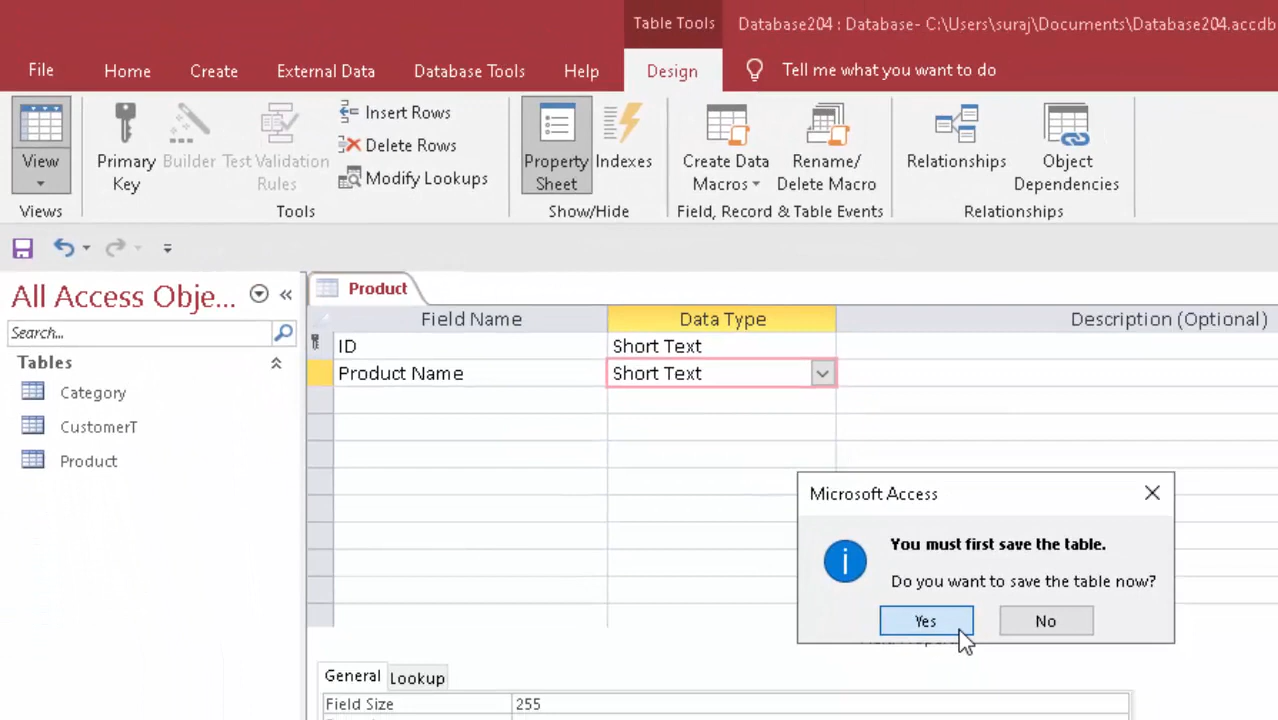 Table Tools
Database204 : Database- C:\Users\suraj\Documents\Database204.accdb
File
Home
Create
External Data
Database Tools
Help
Design
Tell me what you want to do
View
Primary Key
Builder
Test Validation Rules
Insert Rows
Delete Rows
Modify Lookups
Property Sheet
Indexes
Create Data Macros
Rename/ Delete Macro
Relationships
Object Dependencies
Views
Tools
Show/Hide
Field, Record & Table Events
Relationships
All Access Obje...
Search...
Tables
Category
CustomerT
Product
Product
Field Name
Data Type
Description (Optional)
ID
Short Text
Product Name
Short Text
Microsoft Access
You must first save the table.
Do you want to save the table now?
Yes
No
General
Lookup
Field Size
255